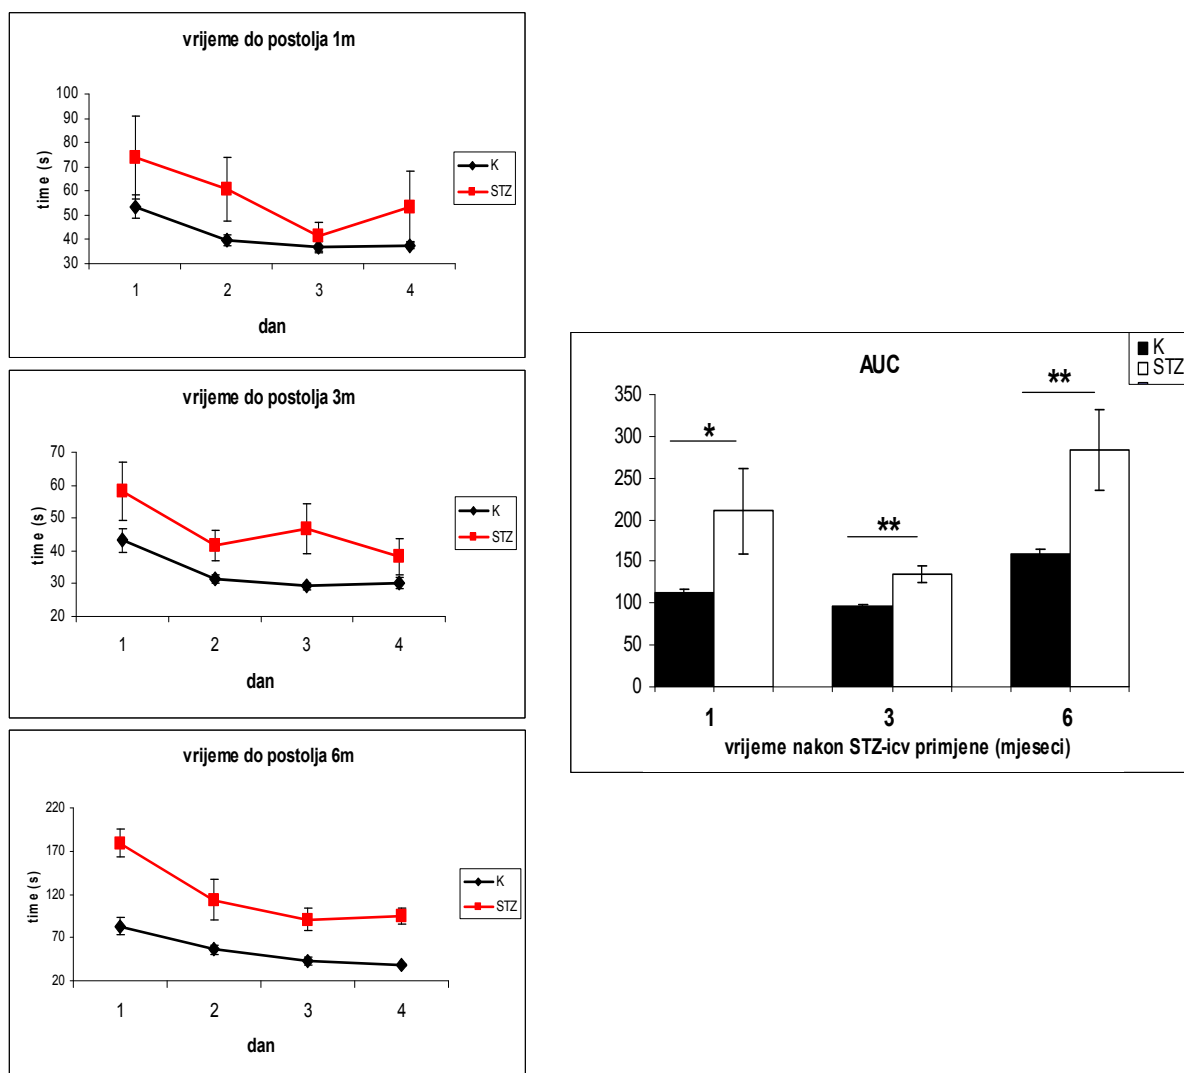 vrijeme do postolja 1m
100
90
80
70
60
50
40
30
time (s)
1 2 3 4
dan
K
STZ
vrijeme do postolja 3m
70
60
50
40
30
20
time (s)
1 2 3 4
dan
K
STZ
vrijeme do postolja 6m
220
170
120
70
20
time (s)
1 2 3 4
dan
K
STZ
AUC
K
STZ
350
300
250
200
150
100
50
0
*
**
**
1 3 6
vrijeme nakon STZ-icv primjene (mjeseci)